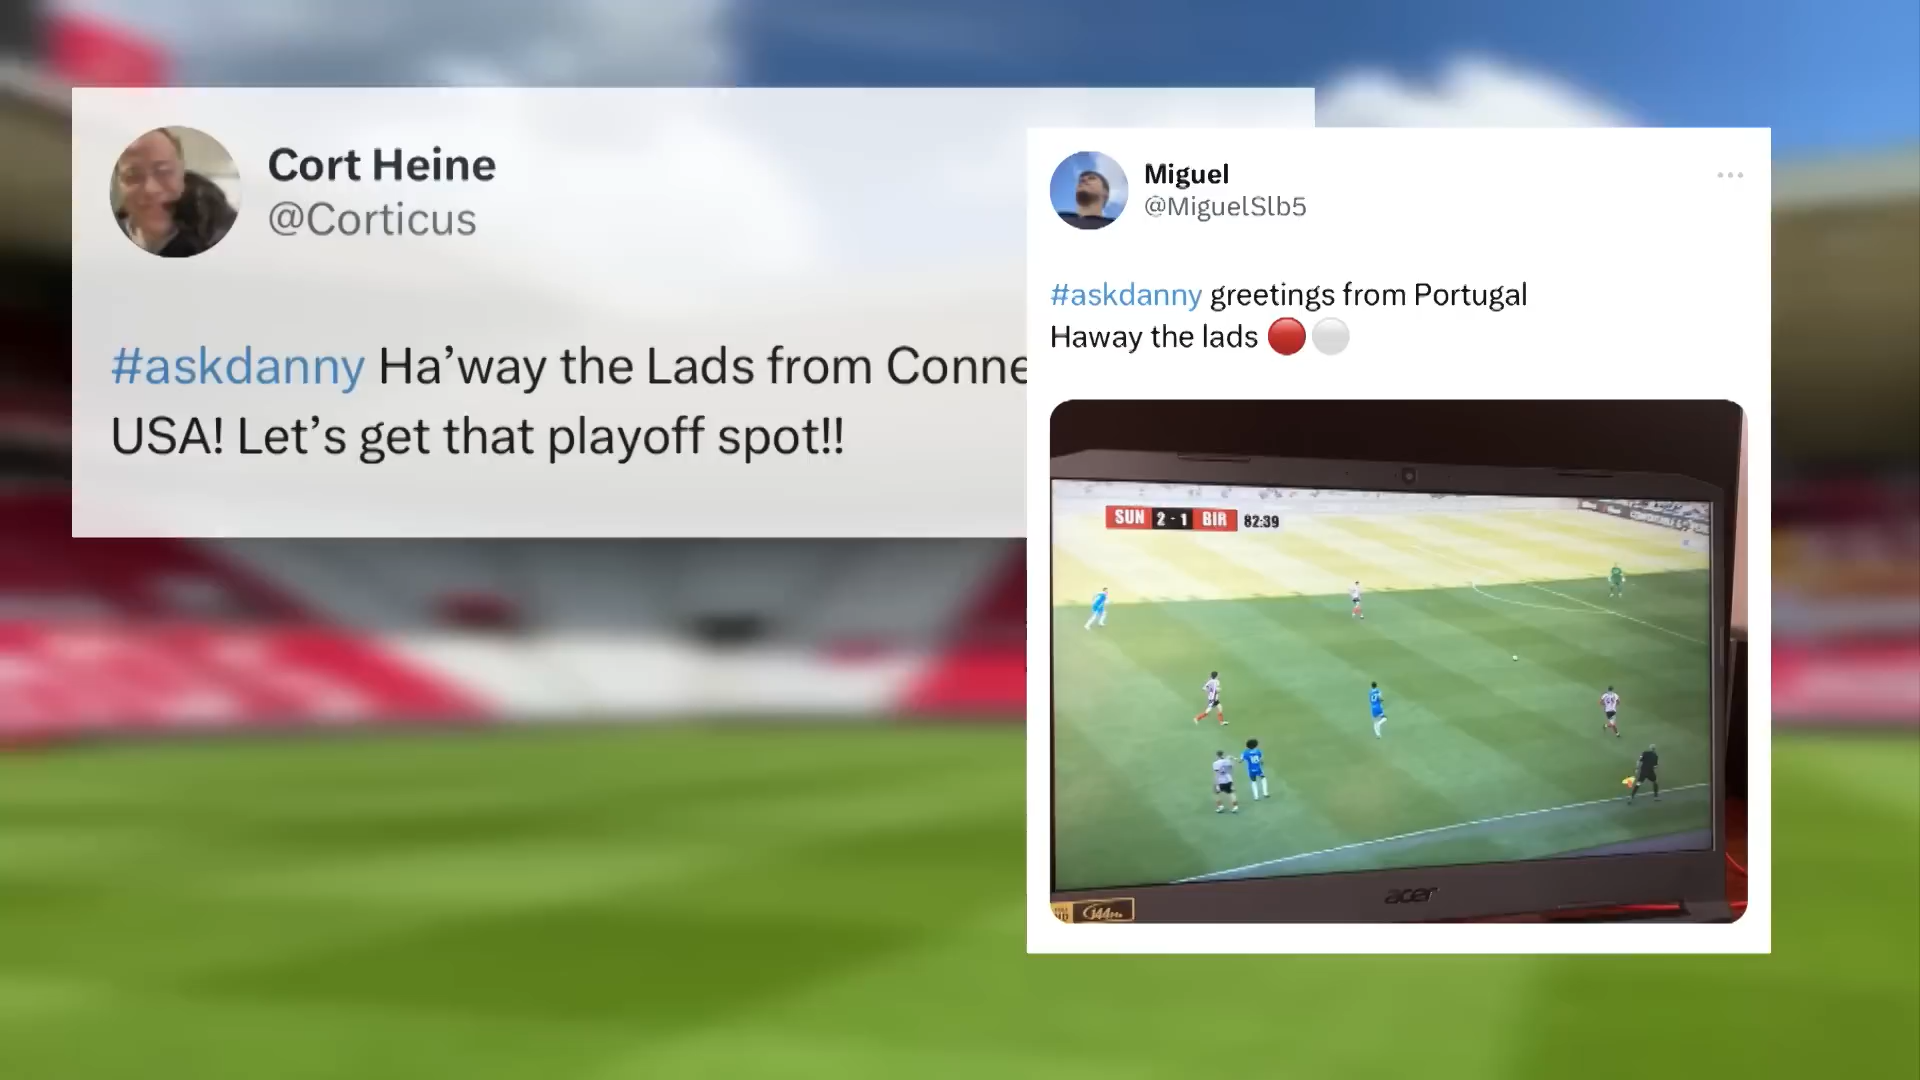 Cort Heine
@Corticus
#askdanny Ha’way the Lads from Conne
USA! Let’s get that playoff spot!!
Miguel
@MiguelSlb5
#askdanny greetings from Portugal
Haway the lads 🔴⚪
SUN 2 - 1 BIR 82:39
acer
144Hz